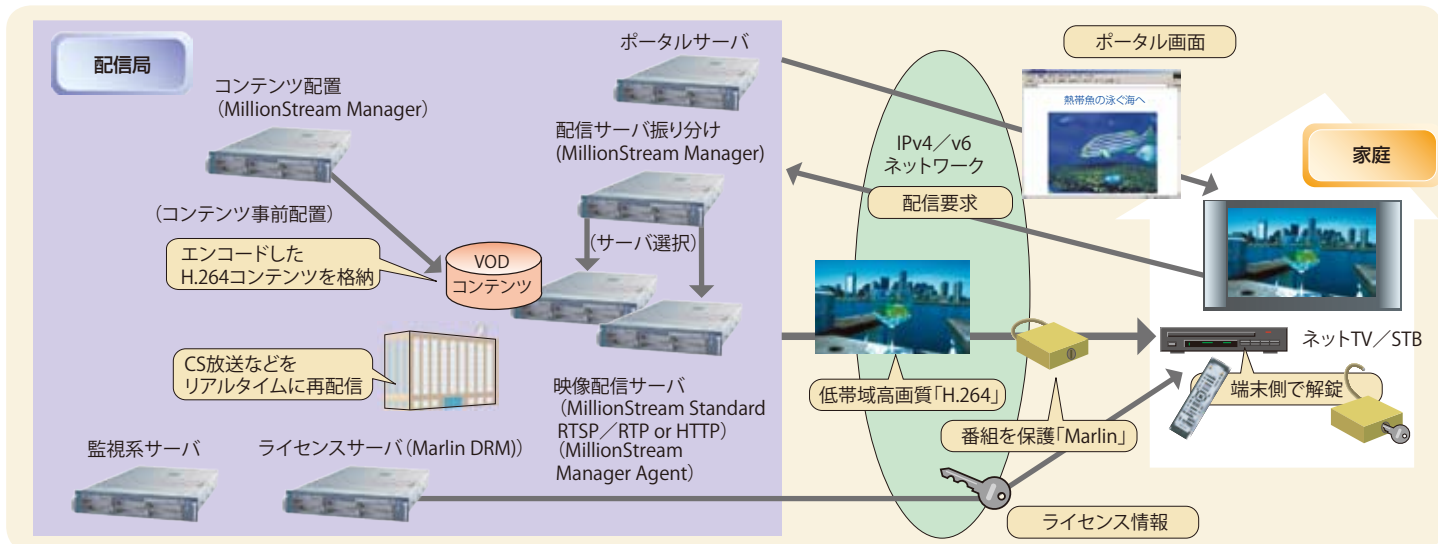 配信局
コンテンツ配置
(MillionStream Manager)
ポータルサーバ
配信サーバ振り分け
(MillionStream Manager)
(コンテンツ事前配置)
エンコードした
H.264コンテンツを格納
VOD
コンテンツ
(サーバ選択)
CS放送などを
リアルタイムに再配信
映像配信サーバ
(MillionStream Standard
RTSP/RTP or HTTP)
(MillionStream
Manager Agent)
監視系サーバ
ライセンスサーバ(Marlin DRM))
IPv4/v6
ネットワーク
配信要求
ポータル画面
熱帯魚の泳ぐ海へ
家庭
低帯域高画質「H.264」
番組を保護「Marlin」
ライセンス情報
ネットTV/STB
端末側で解錠